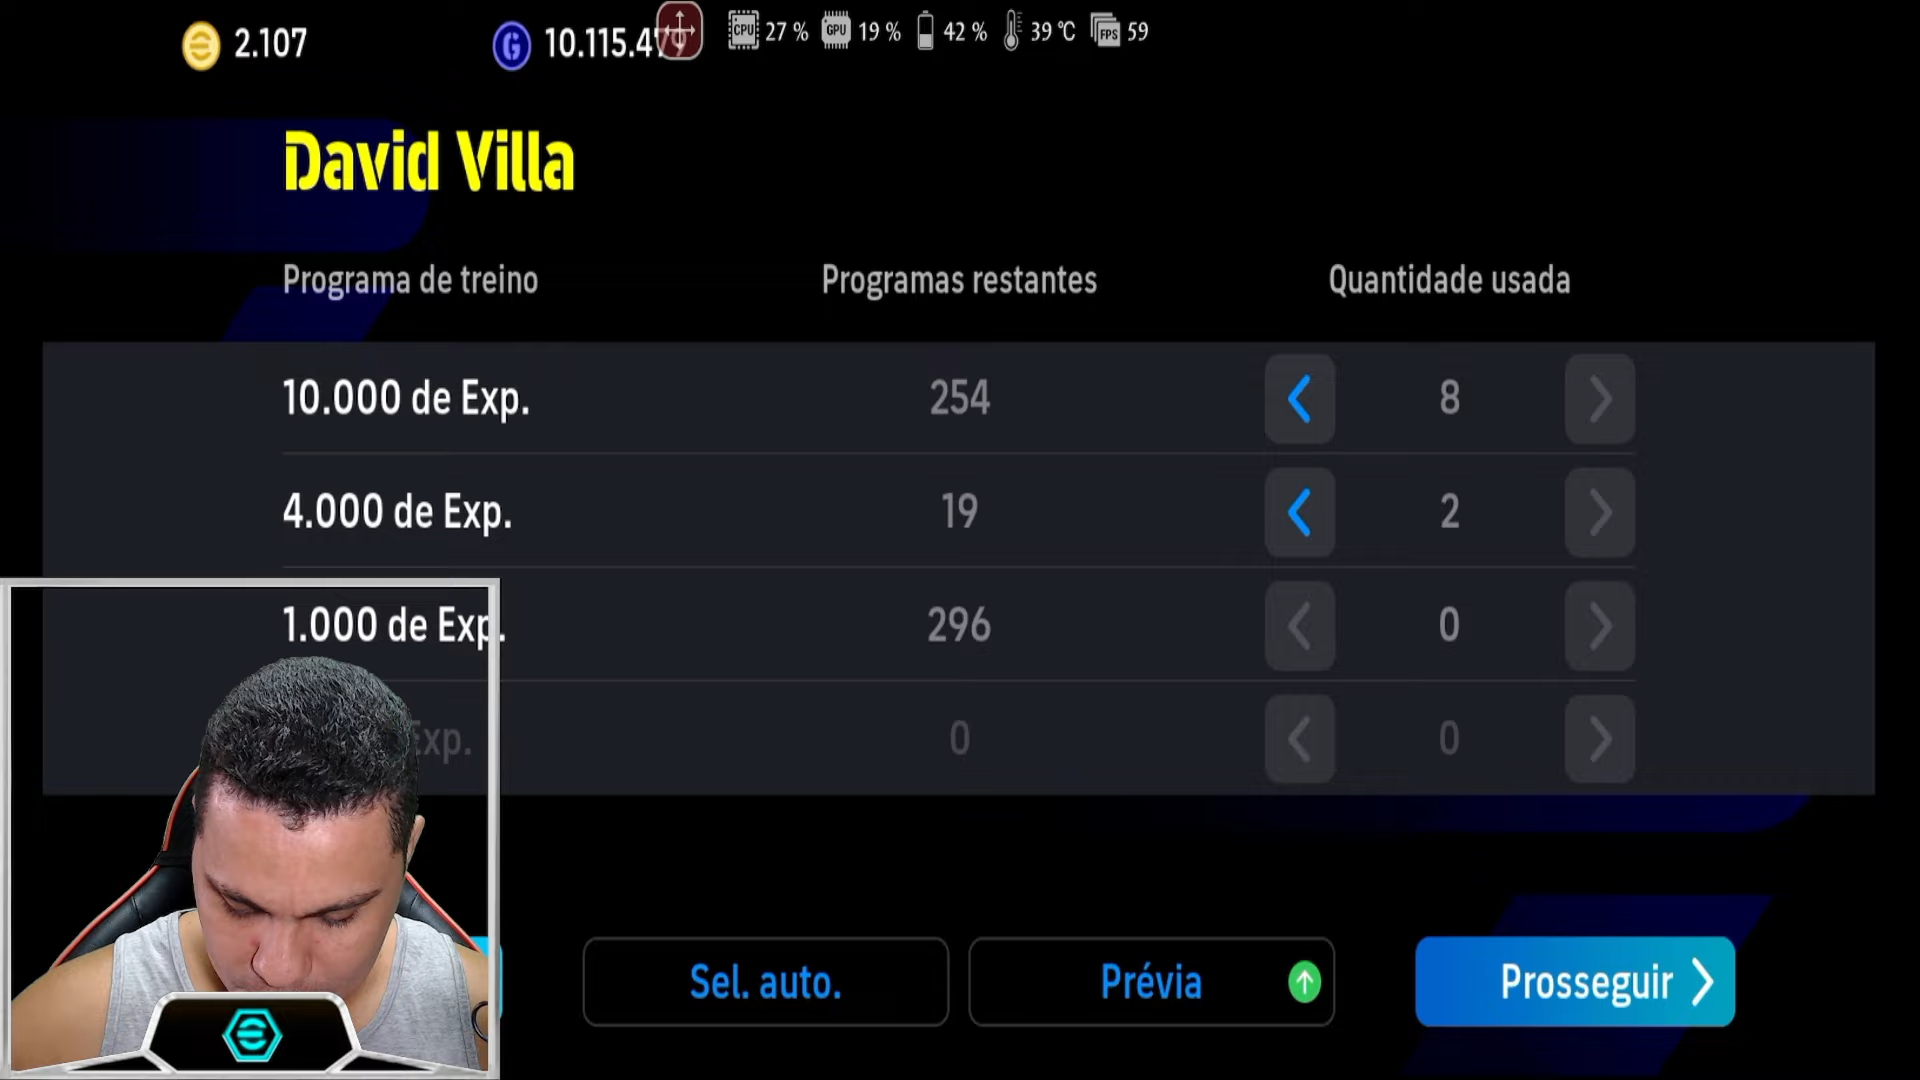 2.107
10.115.479
CPU 27 % GPU 19 % 42 % 39 ℃ FPS 59
David Villa
Programa de treino Programas restantes Quantidade usada
10.000 de Exp. 254 8
4.000 de Exp. 19 2
1.000 de Exp. 296 0
Exp. 0 0
Sel. auto. Prévia Prosseguir